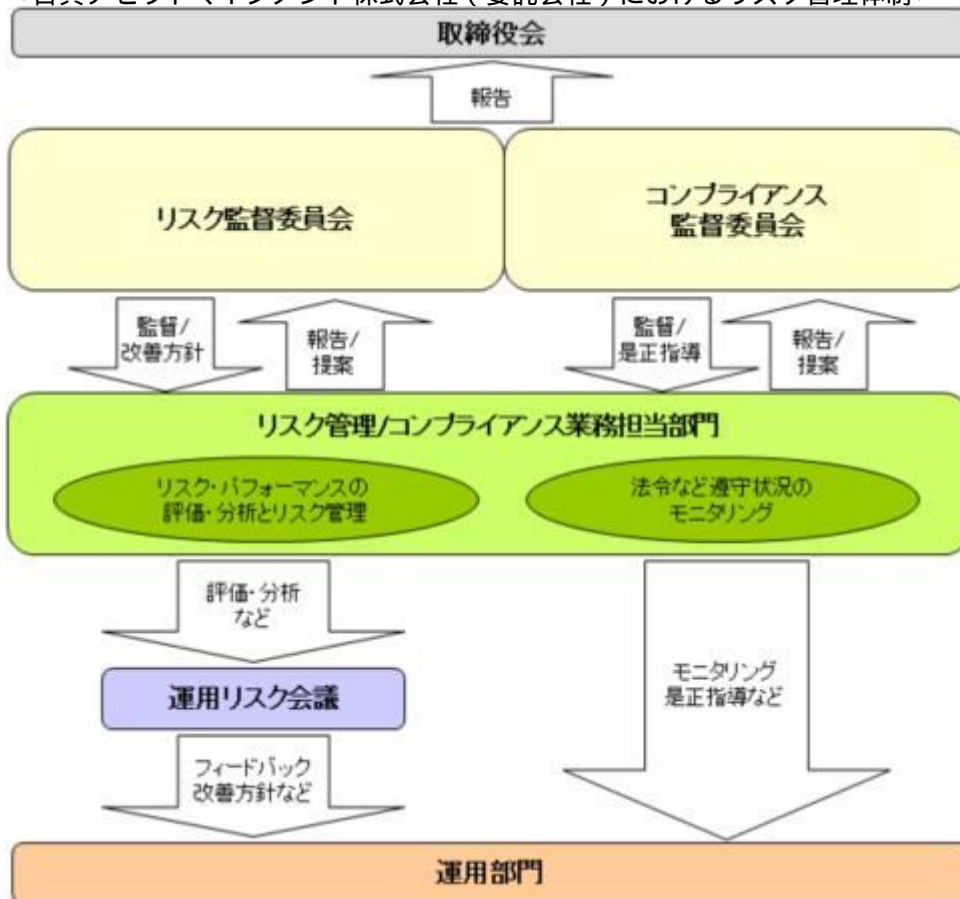 取締役会
報告
リスク監督委員会
コンプライアンス
監督委員会
監督/
改善方針
報告/
提案
監督/
是正指導
報告/
提案
リスク管理/コンプライアンス業務担当部門
リスク・パフォーマンスの
評価・分析とリスク管理
法令など遵守状況の
モニタリング
評価・分析
など
運用リスク会議
モニタリング
是正指導など
フィードバック
改善方針など
運用部門